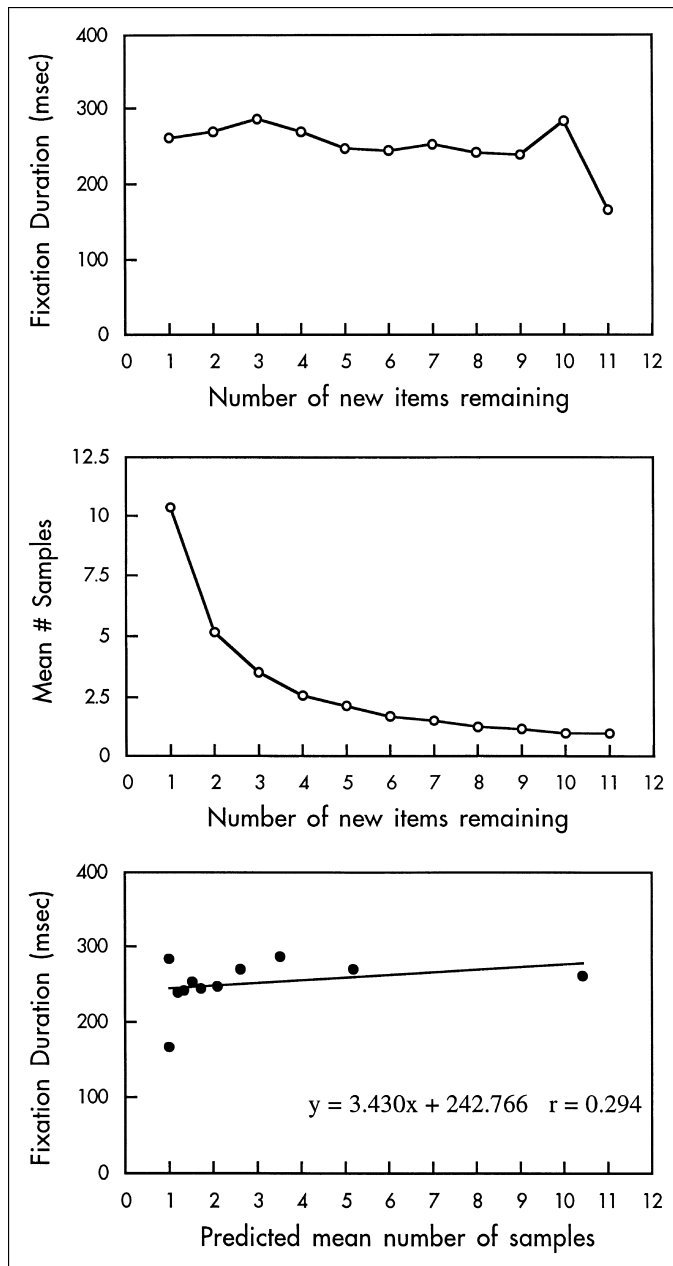 400
300
200
100
0
Fixation Duration (msec)
0 1 2 3 4 5 6 7 8 9 10 11 12
Number of new items remaining
12.5
10
7.5
5
2.5
0
Mean # Samples
0 1 2 3 4 5 6 7 8 9 10 11 12
Number of new items remaining
400
300
200
100
0
Fixation Duration (msec)
y = 3.430x + 242.766 r = 0.294
0 1 2 3 4 5 6 7 8 9 10 11 12
Predicted mean number of samples